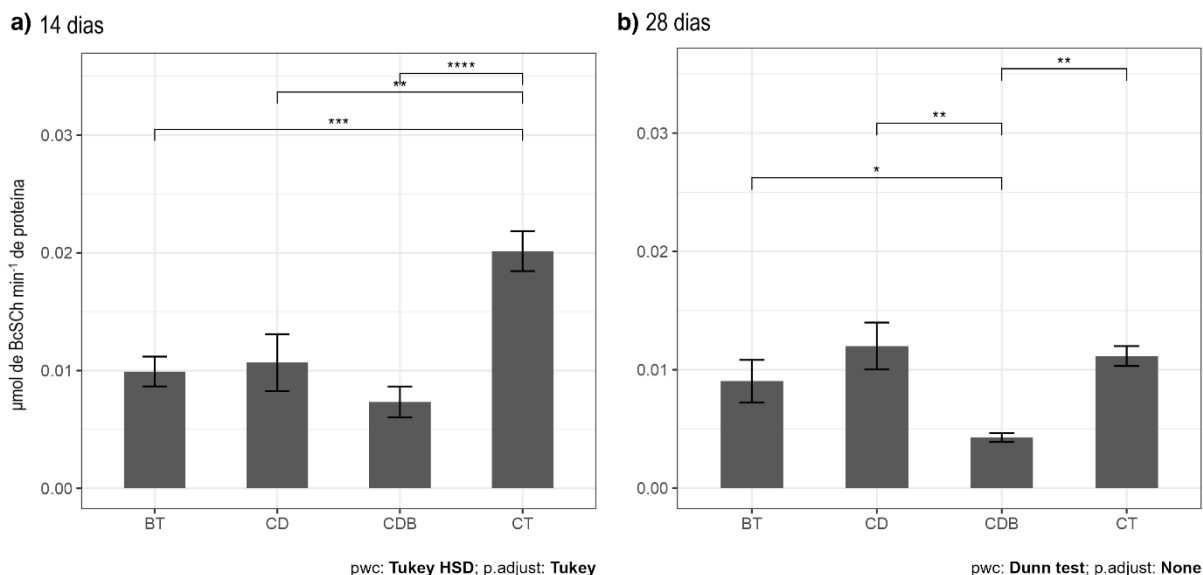 a) 14 dias
****
**
***
0.03
0.02
0.01
0.00
µmol de BcSCh min⁻¹ de proteína
BT CD CDB CT
pwc: Tukey HSD; p.adjust: Tukey
b) 28 dias
**
**
*
0.03
0.02
0.01
0.00
BT CD CDB CT
pwc: Dunn test; p.adjust: None